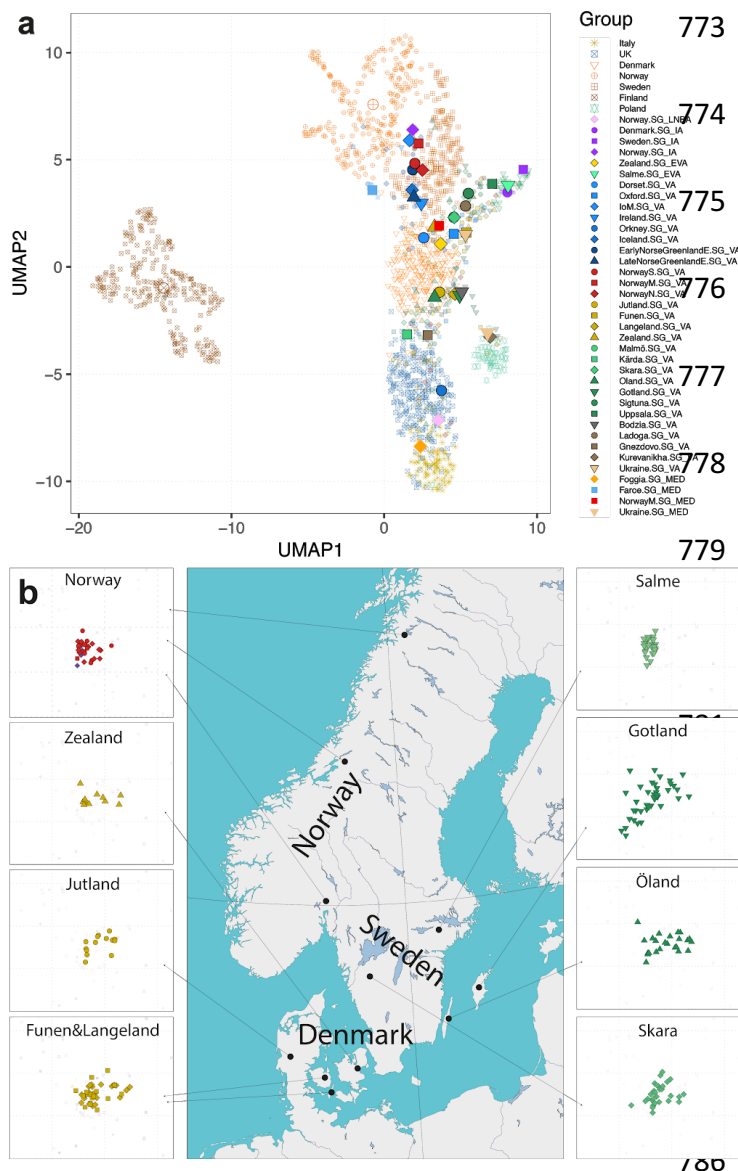 a
Group
773
Italy
UK
Denmark
Norway
Sweden
Finland
Poland
774
Norway.SG_LNBA
Denmark.SG_IA
Sweden.SG_IA
Norway.SG_IA
Zealand.SG_EVA
Salme.SG_EVA
Dorset.SG_VA
775
Oxford.SG_VA
IoM.SG_VA
Ireland.SG_VA
Orkney.SG_VA
Iceland.SG_VA
EarlyNorseGreenlandE.SG_VA
LateNorseGreenlandE.SG_VA
NorwayS.SG_VA
776
NorwayM.SG_VA
NorwayN.SG_VA
Jutland.SG_VA
Funen.SG_VA
Langeland.SG_VA
Zealand.SG_VA
Malmö.SG_VA
Kärda.SG_VA
777
Skara.SG_VA
Oland.SG_VA
Gotland.SG_VA
Sigtuna.SG_VA
Uppsala.SG_VA
Bodzia.SG_VA
Ladoga.SG_VA
Gnezdovo.SG_VA
778
Kurevanikha.SG_VA
Ukraine.SG_VA
Foggia.SG_MED
Faroe.SG_MED
NorwayM.SG_MED
Ukraine.SG_MED
UMAP2
10
5
0
−5
−10
−20
−10
0
10
UMAP1
779
b
Norway
Salme
Zealand
Gotland
Jutland
Öland
Funen&Langeland
Skara
Norway
Sweden
Denmark
786